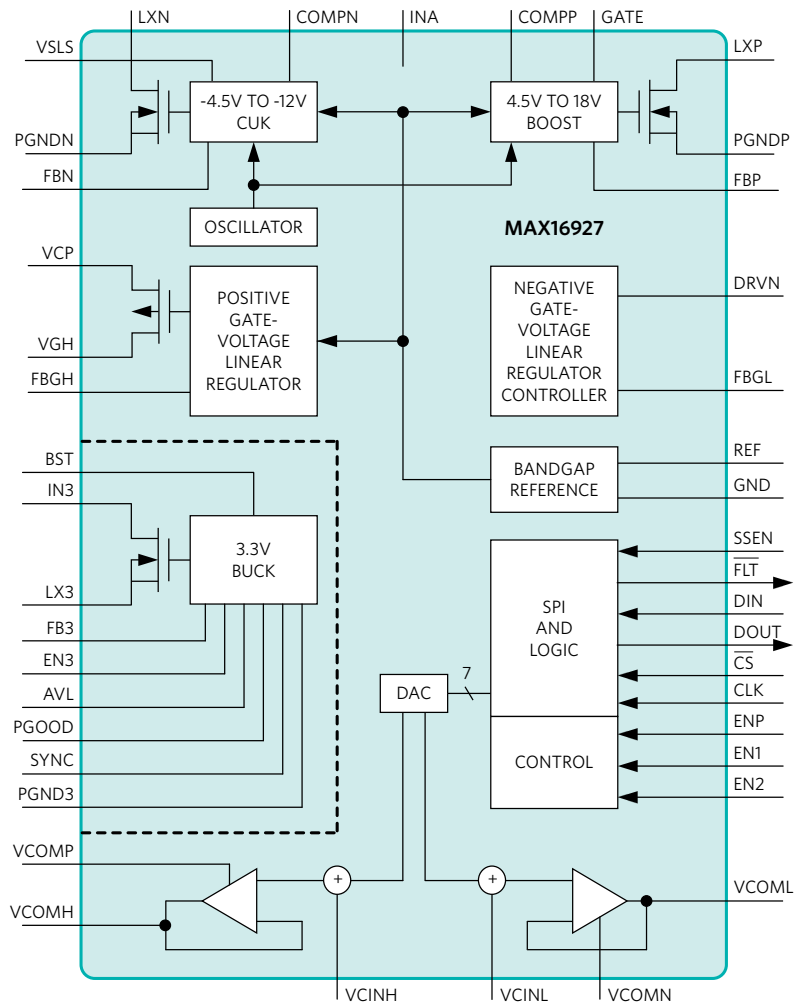 LXN
COMPN
INA
COMPP
GATE
VSLS
LXP
-4.5V TO -12V
CUK
4.5V TO 18V
BOOST
PGNDN
PGNDP
FBN
FBP
OSCILLATOR
MAX16927
VCP
POSITIVE
GATE-
VOLTAGE
LINEAR
REGULATOR
NEGATIVE
GATE-
VOLTAGE
LINEAR
REGULATOR
CONTROLLER
DRVN
VGH
FBGH
FBGL
BST
IN3
BANDGAP
REFERENCE
REF
GND
3.3V
BUCK
LX3
FB3
EN3
AVL
PGOOD
SYNC
PGND3
SPI
AND
LOGIC
SSEN
FLT
DIN
DOUT
CS
CLK
7
DAC
CONTROL
ENP
EN1
EN2
VCOMP
VCOMH
+
+
VCOML
VCINH
VCINL
VCOMN